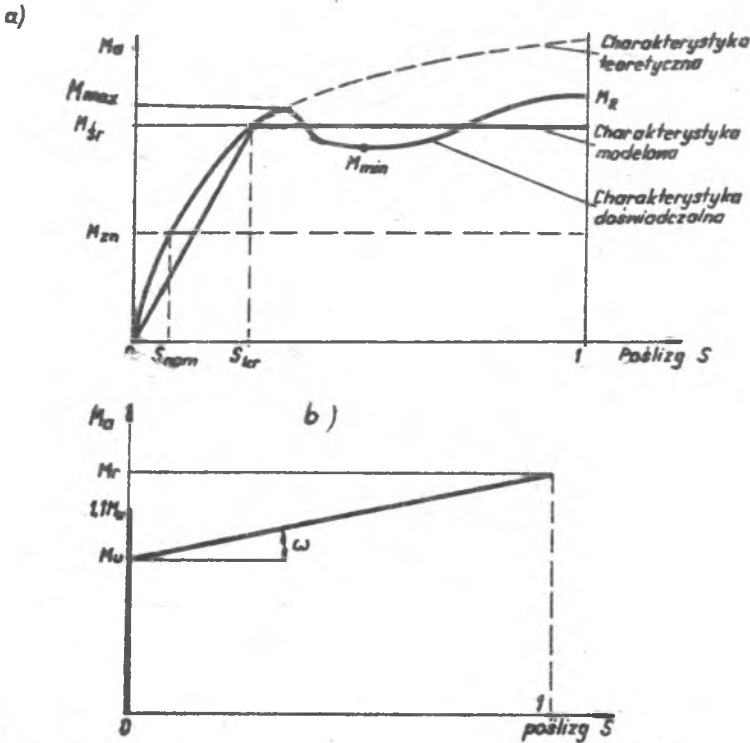 a)
Ma
Mmax
Mśr
Mzn
Mmin
MR
Charakterystyka
teoretyczna
Charakterystyka
modelowa
Charakterystyka
doświadczalna
0
Snom
Skr
1
Poślizg S
b)
Ma
Mr
1,1Mu
Mu
ω
0
1
poślizg S